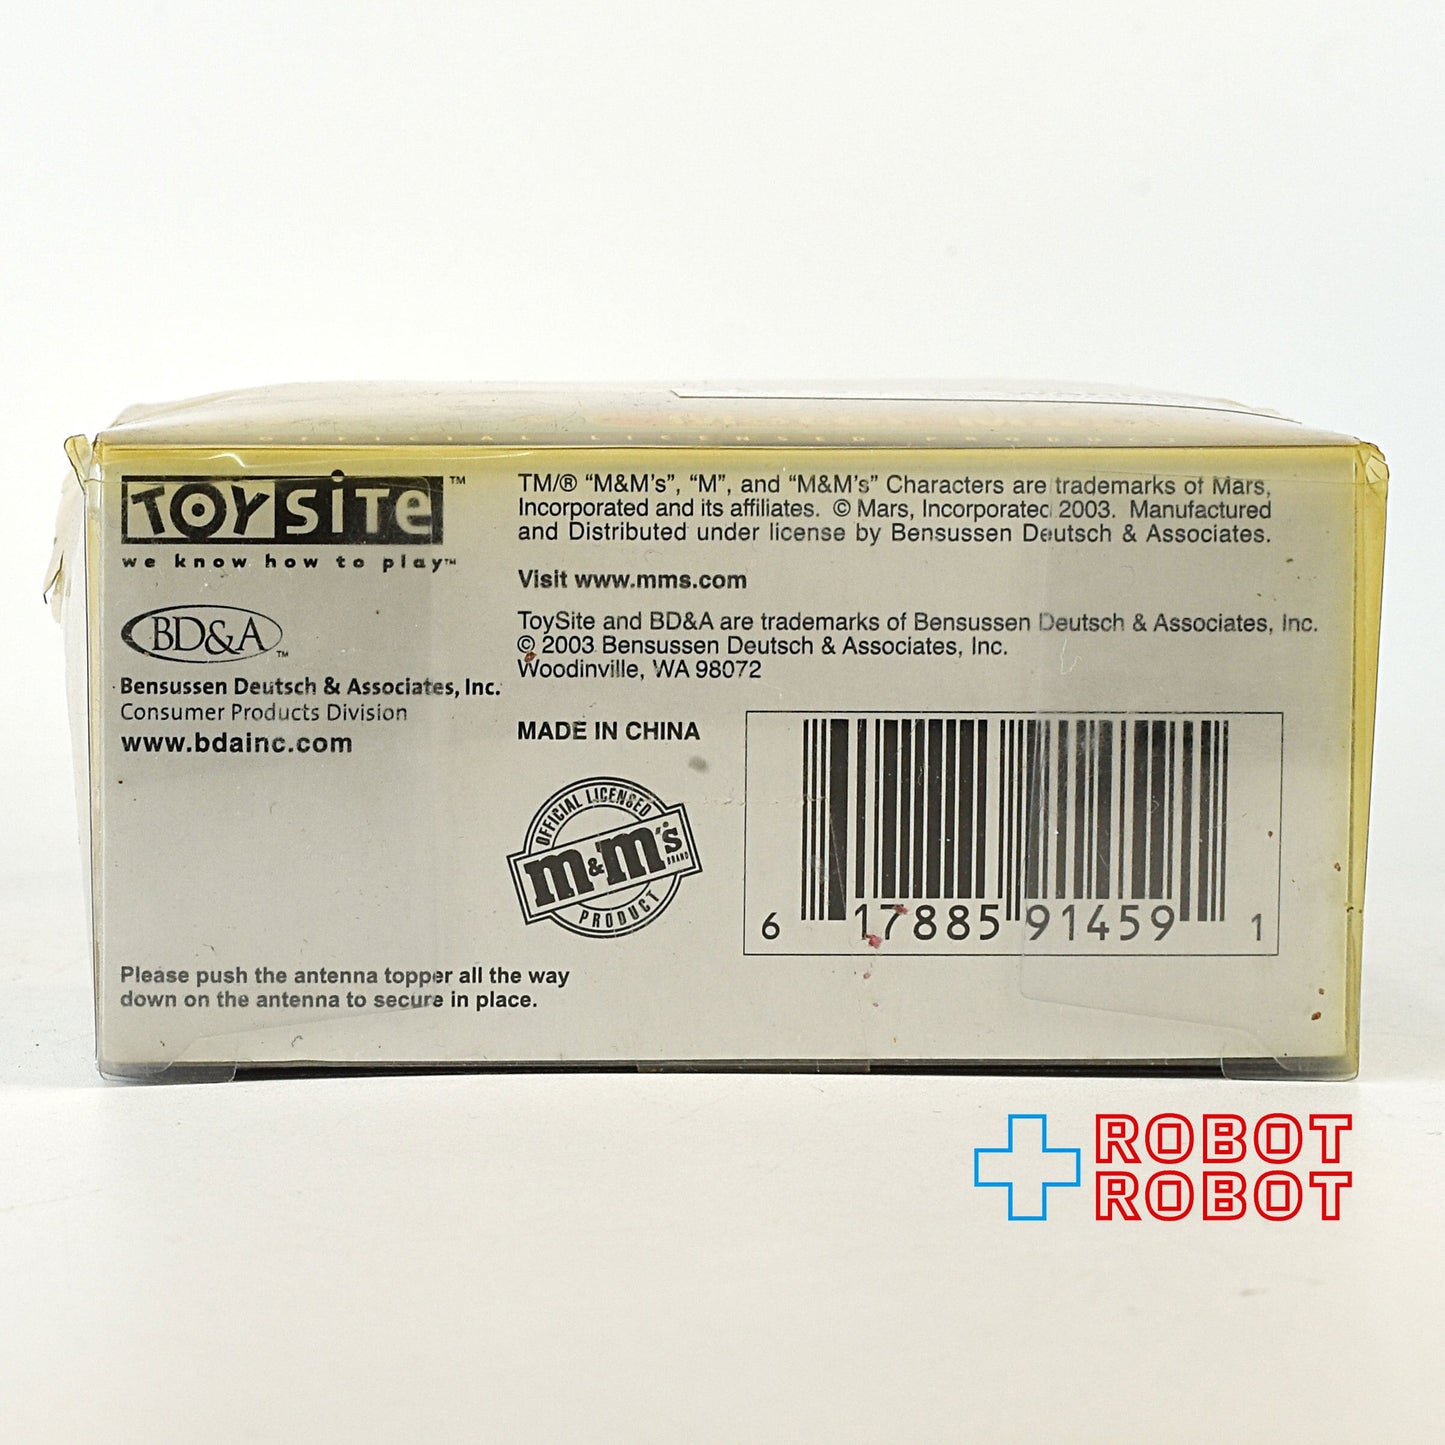 OFFICIAL LICENSED PRODUCT
TOYSiTe™
we know how to play™
BD&A™
Bensussen Deutsch & Associates, Inc.
Consumer Products Division
www.bdainc.com
TM/® “M&M’s”, “M”, and “M&M’s” Characters are trademarks of Mars,
Incorporated and its affiliates. © Mars, Incorporated 2003. Manufactured
and Distributed under license by Bensussen Deutsch & Associates.
Visit www.mms.com
ToySite and BD&A are trademarks of Bensussen Deutsch & Associates, Inc.
© 2003 Bensussen Deutsch & Associates, Inc.
Woodinville, WA 98072
MADE IN CHINA
OFFICIAL LICENSED
m&m's
BRAND
PRODUCT
6 17885 91459 1
Please push the antenna topper all the way
down on the antenna to secure in place.
ROBOT
ROBOT